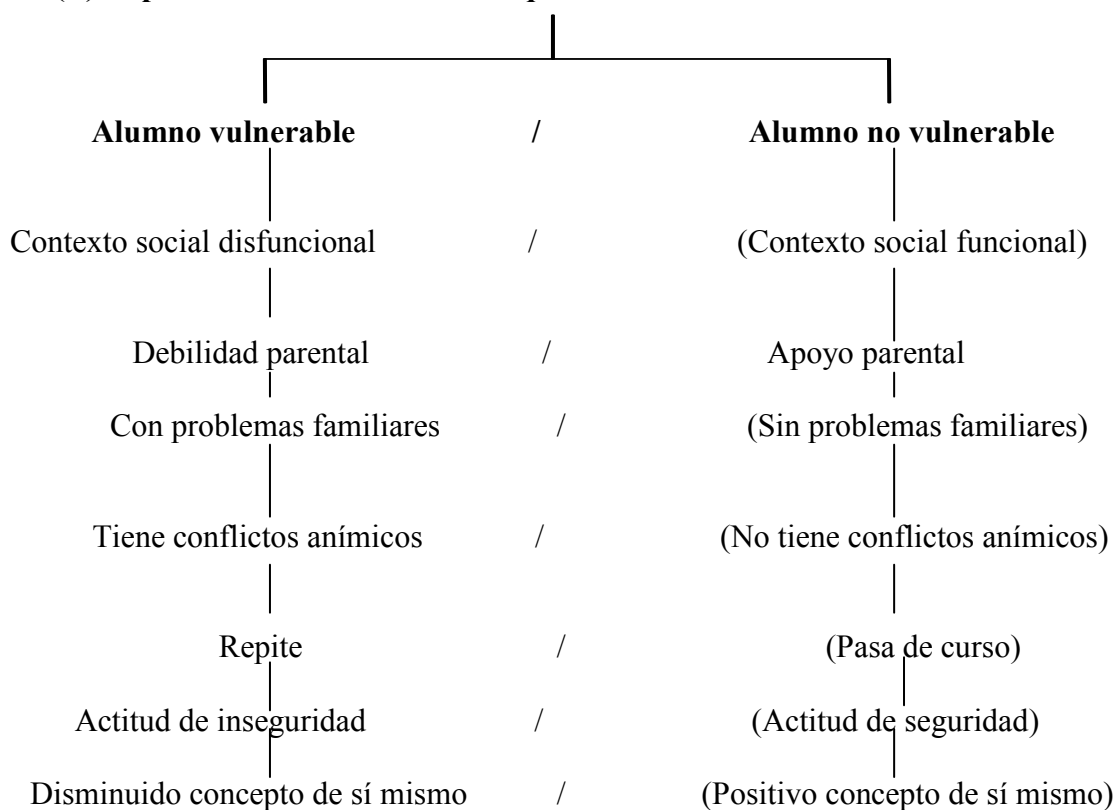 Alumno vulnerable / Alumno no vulnerable
Contexto social disfuncional / (Contexto social funcional)
Debilidad parental / Apoyo parental
Con problemas familiares / (Sin problemas familiares)
Tiene conflictos anímicos / (No tiene conflictos anímicos)
Repite / (Pasa de curso)
Actitud de inseguridad / (Actitud de seguridad)
Disminuido concepto de sí mismo / (Positivo concepto de sí mismo)